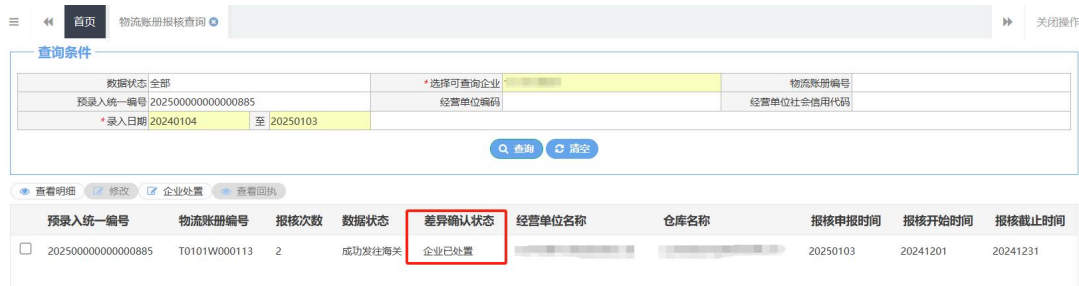 首页 物流账册报核查询 关闭操作
查询条件
数据状态 全部 *选择可查询企业 物流账册编号
预录入统一编号 202500000000000885 经营单位编码 经营单位社会信用代码
*录入日期 20240104 至 20250103
查询 清空
查看明细 修改 企业处置 查看回执
预录入统一编号 物流账册编号 报核次数 数据状态 差异确认状态 经营单位名称 仓库名称 报核申报时间 报核开始时间 报核截止时间
202500000000000885 T0101W000113 2 成功发往海关 企业已处置 20250103 20241201 20241231